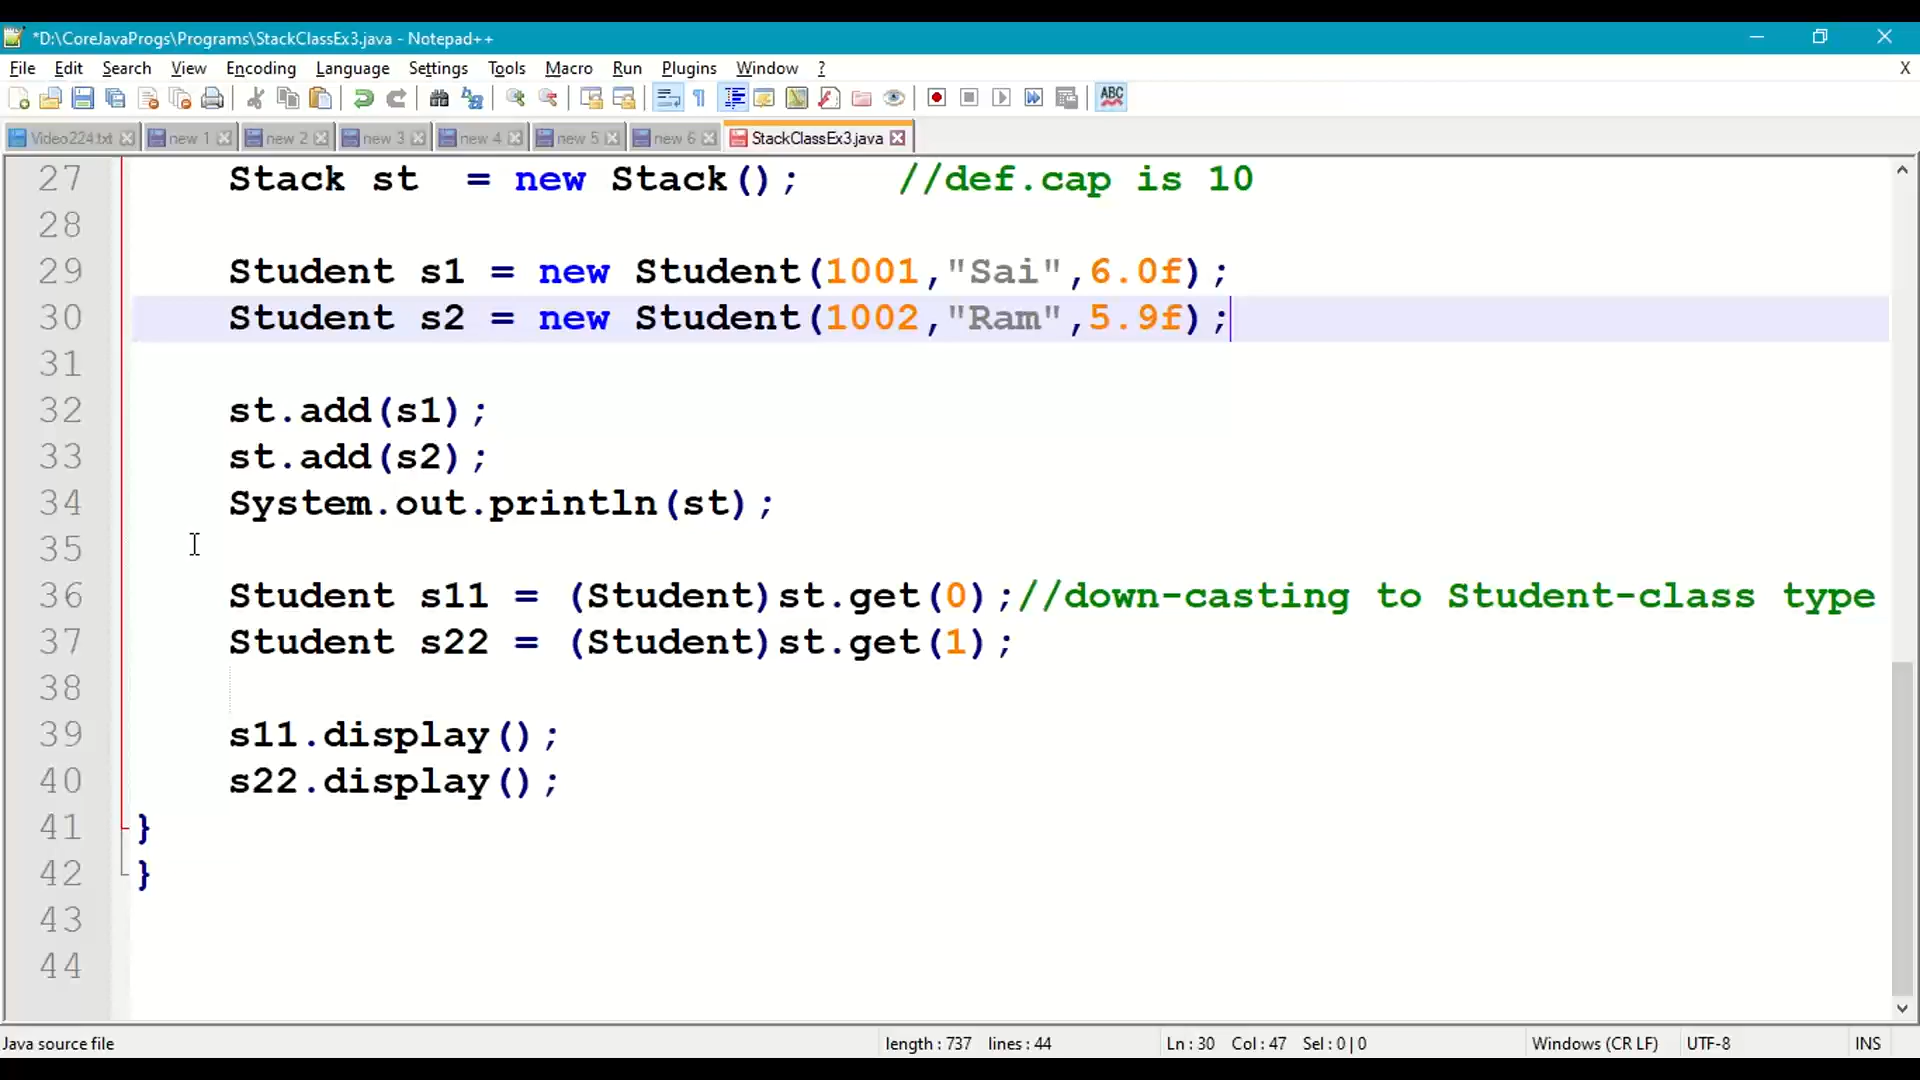 *D:\CoreJavaProgs\Programs\StackClassEx3.java - Notepad++
File Edit Search View Encoding Language Settings Tools Macro Run Plugins Window ? X
ABC
Video224.txt new 1 new 2 new 3 new 4 new 5 new 6 StackClassEx3.java
27 Stack st = new Stack(); //def.cap is 10
28
29 Student s1 = new Student(1001,"Sai",6.0f);
30 Student s2 = new Student(1002,"Ram",5.9f);
31
32 st.add(s1);
33 st.add(s2);
34 System.out.println(st);
35
36 Student s11 = (Student)st.get(0);//down-casting to Student-class type
37 Student s22 = (Student)st.get(1);
38
39 s11.display();
40 s22.display();
41 }
42 }
43
44
Java source file length : 737 lines : 44 Ln : 30 Col : 47 Sel : 0 | 0 Windows (CR LF) UTF-8 INS